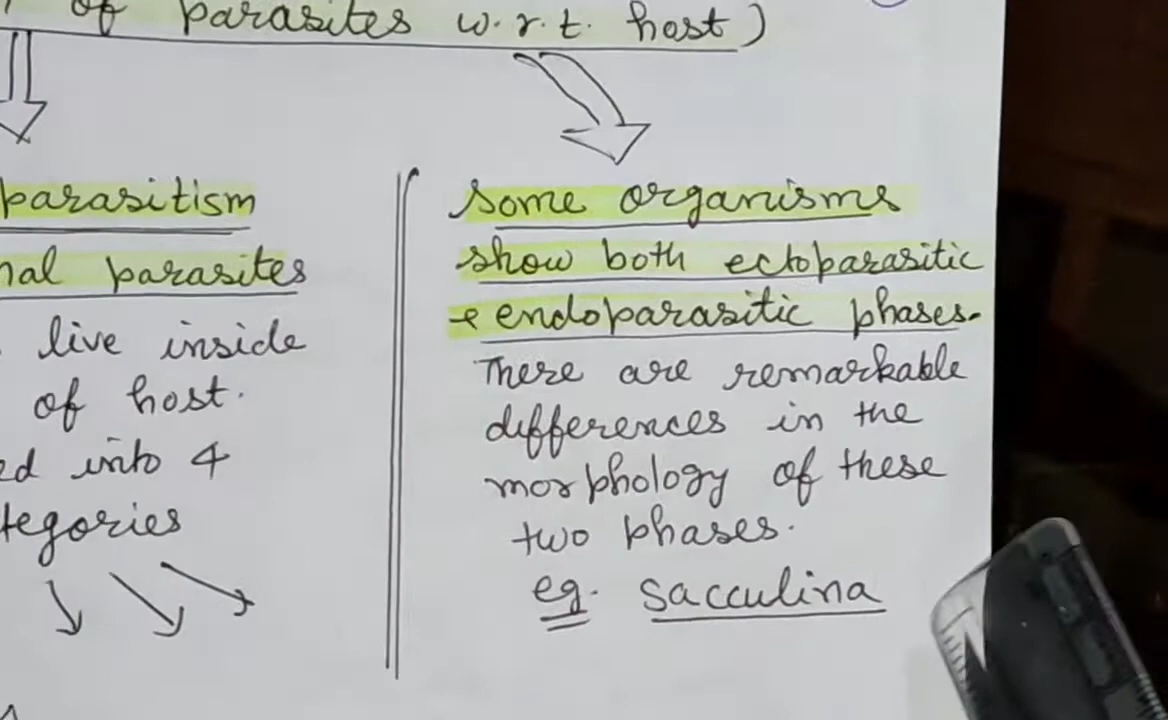 of parasites w.r.t. host)
parasitism
nal parasites
live inside
of host.
ed into 4
tegories
Some organisms
show both ectoparasitic
+ endoparasitic phases.
There are remarkable
differences in the
morphology of these
two phases.
eg. Sacculina